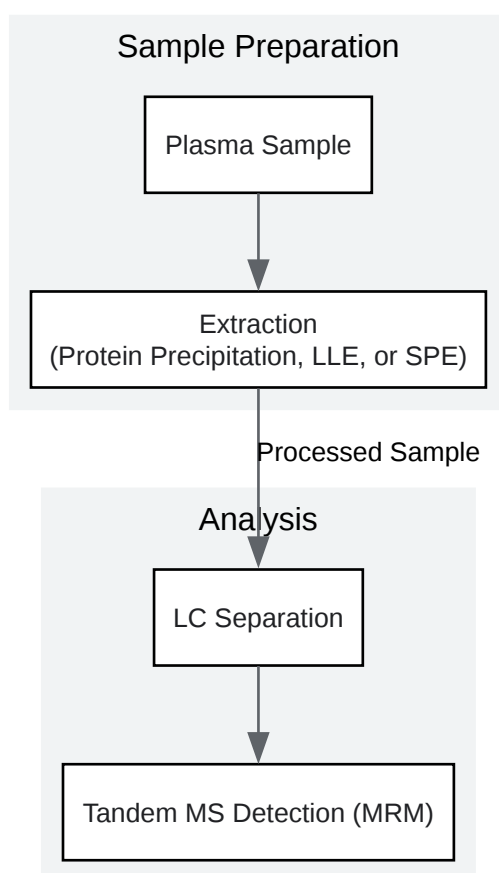 Sample Preparation
Plasma Sample
Extraction
(Protein Precipitation, LLE, or SPE)
Processed Sample
Analysis
LC Separation
Tandem MS Detection (MRM)